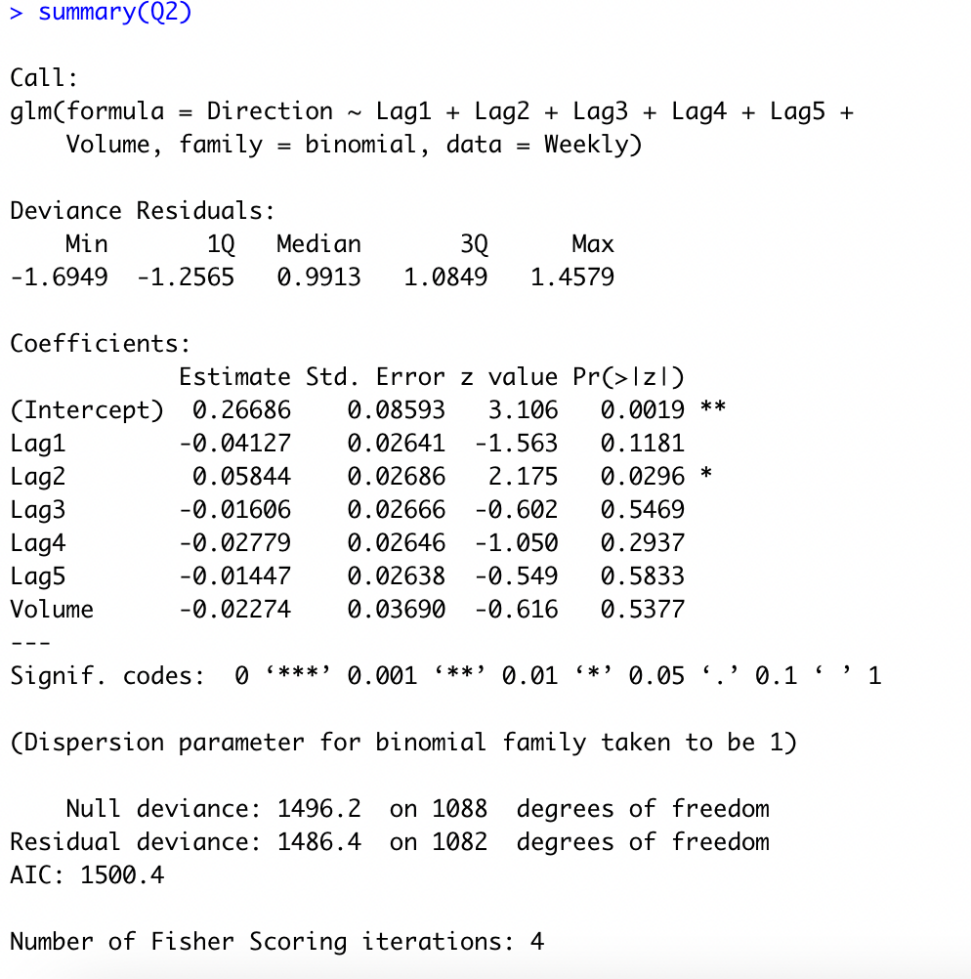 > summary(Q2)
Call:
glm(formula = Direction ~ Lag1 + Lag2 + Lag3 + Lag4 + Lag5 +
    Volume, family = binomial, data = Weekly)
Deviance Residuals:
    Min       1Q   Median       3Q      Max
-1.6949  -1.2565   0.9913   1.0849   1.4579
Coefficients:
            Estimate Std. Error z value Pr(>|z|)
(Intercept)  0.26686    0.08593   3.106   0.0019 **
Lag1        -0.04127    0.02641  -1.563   0.1181
Lag2         0.05844    0.02686   2.175   0.0296 *
Lag3        -0.01606    0.02666  -0.602   0.5469
Lag4        -0.02779    0.02646  -1.050   0.2937
Lag5        -0.01447    0.02638  -0.549   0.5833
Volume      -0.02274    0.03690  -0.616   0.5377
---
Signif. codes:  0 ‘***’ 0.001 ‘**’ 0.01 ‘*’ 0.05 ‘.’ 0.1 ‘ ’ 1
(Dispersion parameter for binomial family taken to be 1)
    Null deviance: 1496.2  on 1088  degrees of freedom
Residual deviance: 1486.4  on 1082  degrees of freedom
AIC: 1500.4
Number of Fisher Scoring iterations: 4